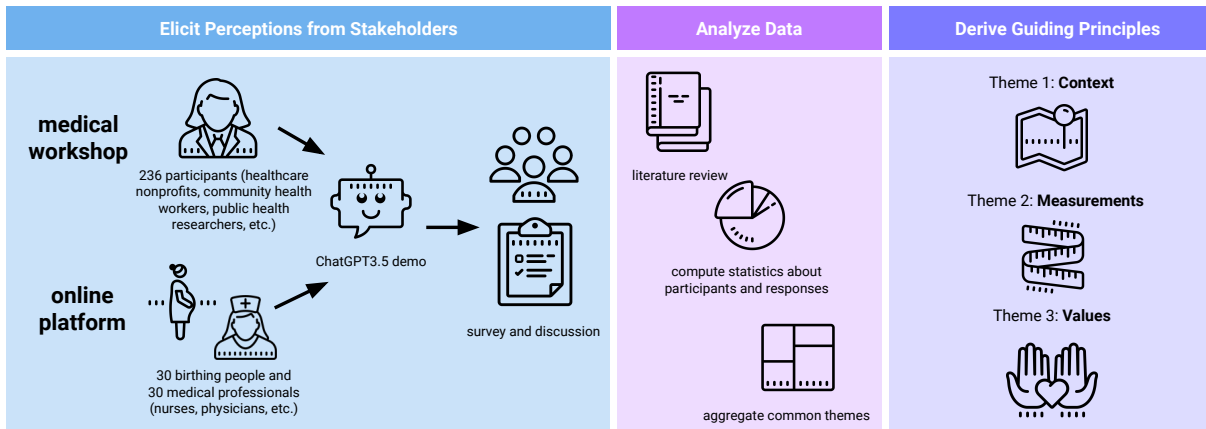 Elicit Perceptions from Stakeholders
medical
workshop
236 participants (healthcare
nonprofits, community health
workers, public health
researchers, etc.)
online
platform
30 birthing people and
30 medical professionals
(nurses, physicians, etc.)
ChatGPT3.5 demo
survey and discussion
Analyze Data
literature review
compute statistics about
participants and responses
aggregate common themes
Derive Guiding Principles
Theme 1: Context
Theme 2: Measurements
Theme 3: Values